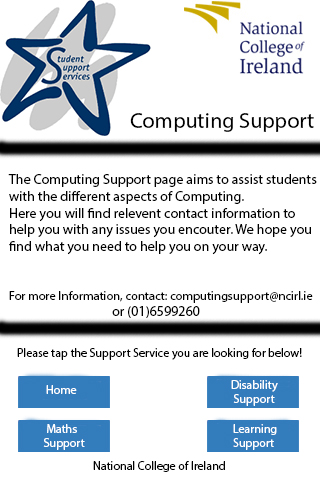 Student
Support
Services
National
College of
Ireland
Computing Support
The Computing Support page aims to assist students
with the different aspects of Computing.
Here you will find relevent contact information to
help you with any issues you encouter. We hope you
find what you need to help you on your way.
For more Information, contact: computingsupport@ncirl.ie
or (01)6599260
Please tap the Support Service you are looking for below!
Home
Disability
Support
Maths
Support
Learning
Support
National College of Ireland